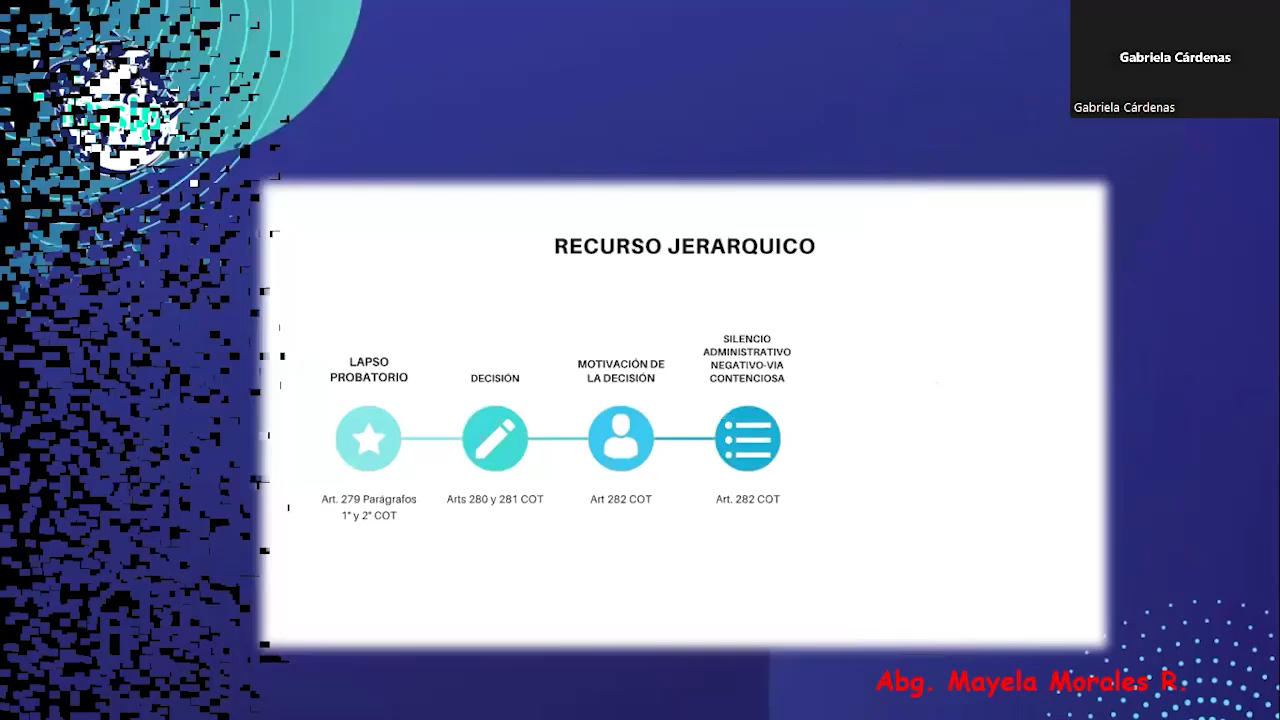 Gabriela Cárdenas
Gabriela Cárdenas
RECURSO JERARQUICO
LAPSO
PROBATORIO
DECISIÓN
MOTIVACIÓN DE
LA DECISIÓN
SILENCIO
ADMINISTRATIVO
NEGATIVO-VIA
CONTENCIOSA
Art. 279 Parágrafos
1° y 2° COT
Arts 280 y 281 COT
Art 282 COT
Art. 282 COT
Abg. Mayela Morales R.